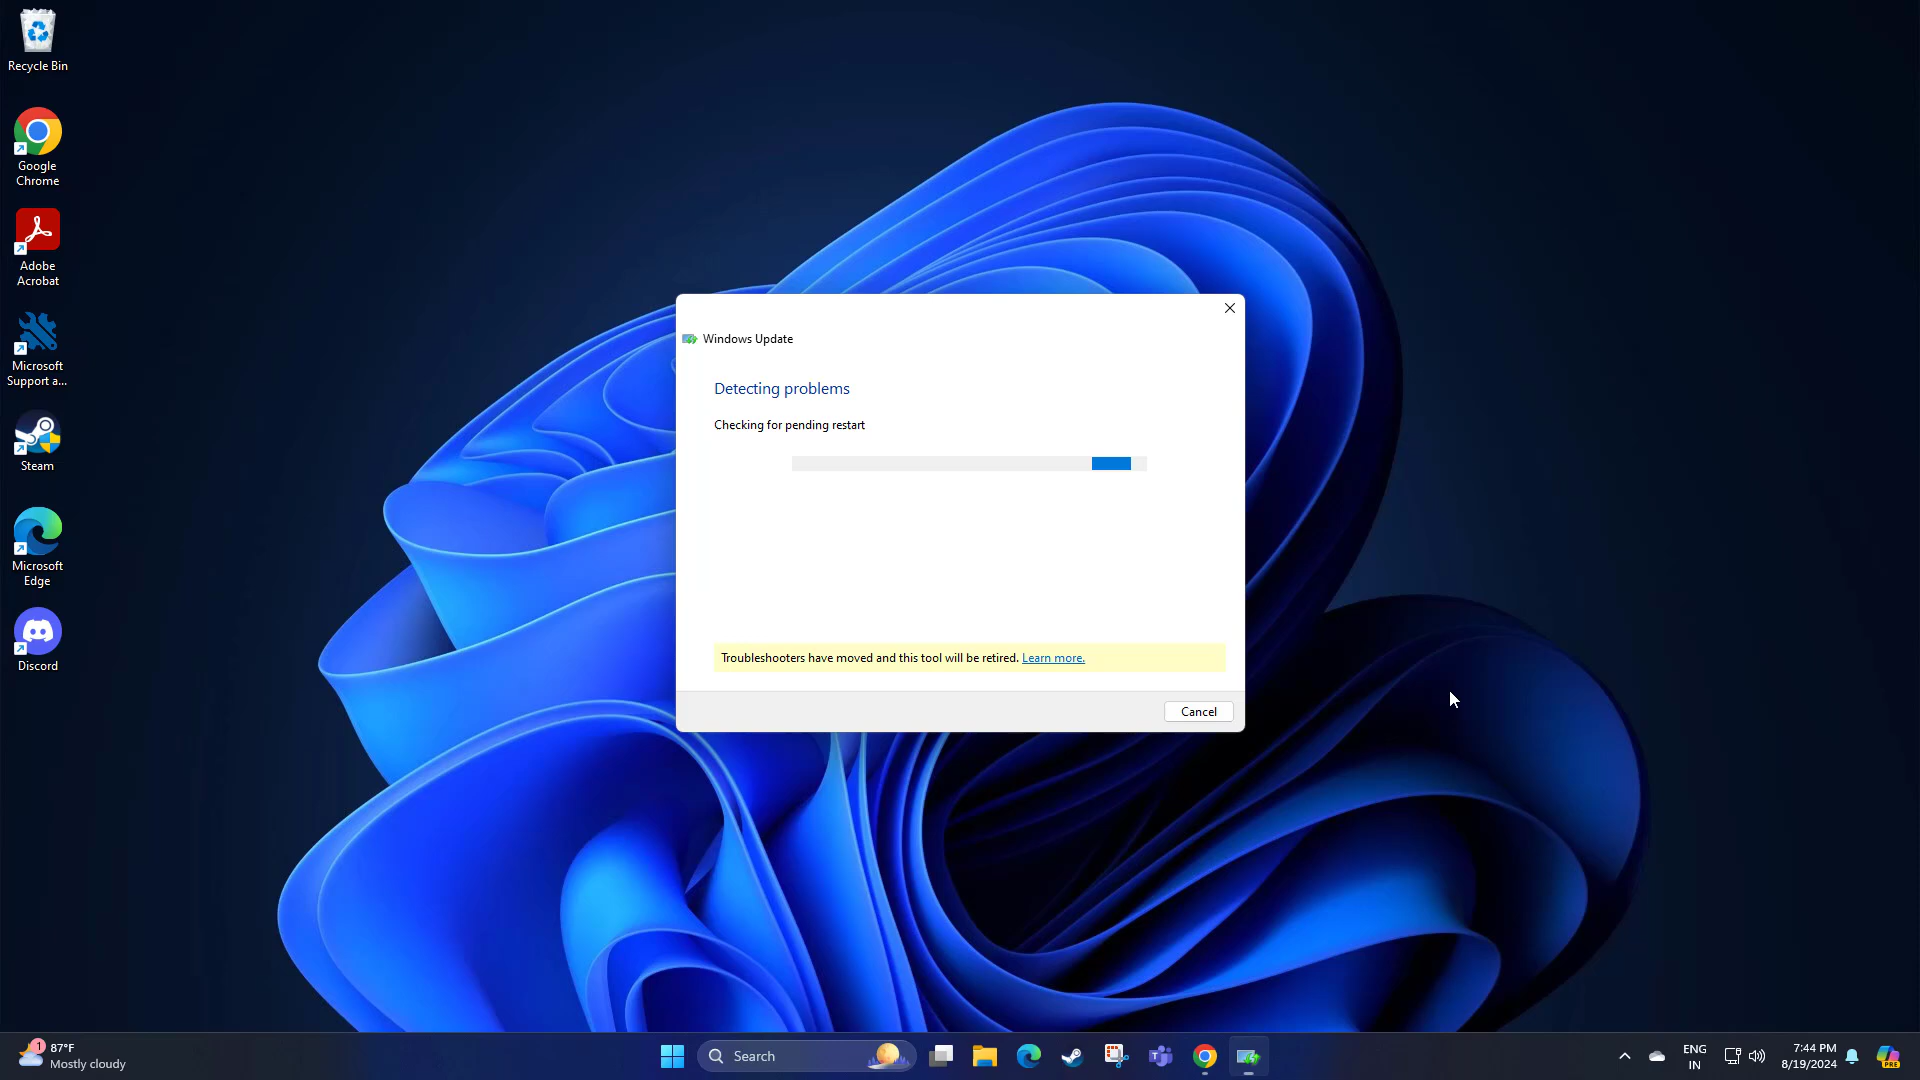 Recycle Bin
Google
Chrome
Adobe
Acrobat
Microsoft
Support a...
Steam
Microsoft
Edge
Discord
Windows Update
Detecting problems
Checking for pending restart
Troubleshooters have moved and this tool will be retired. Learn more.
Cancel
1
87°F
Mostly cloudy
Search
ENG
IN
7:44 PM
8/19/2024
PRE